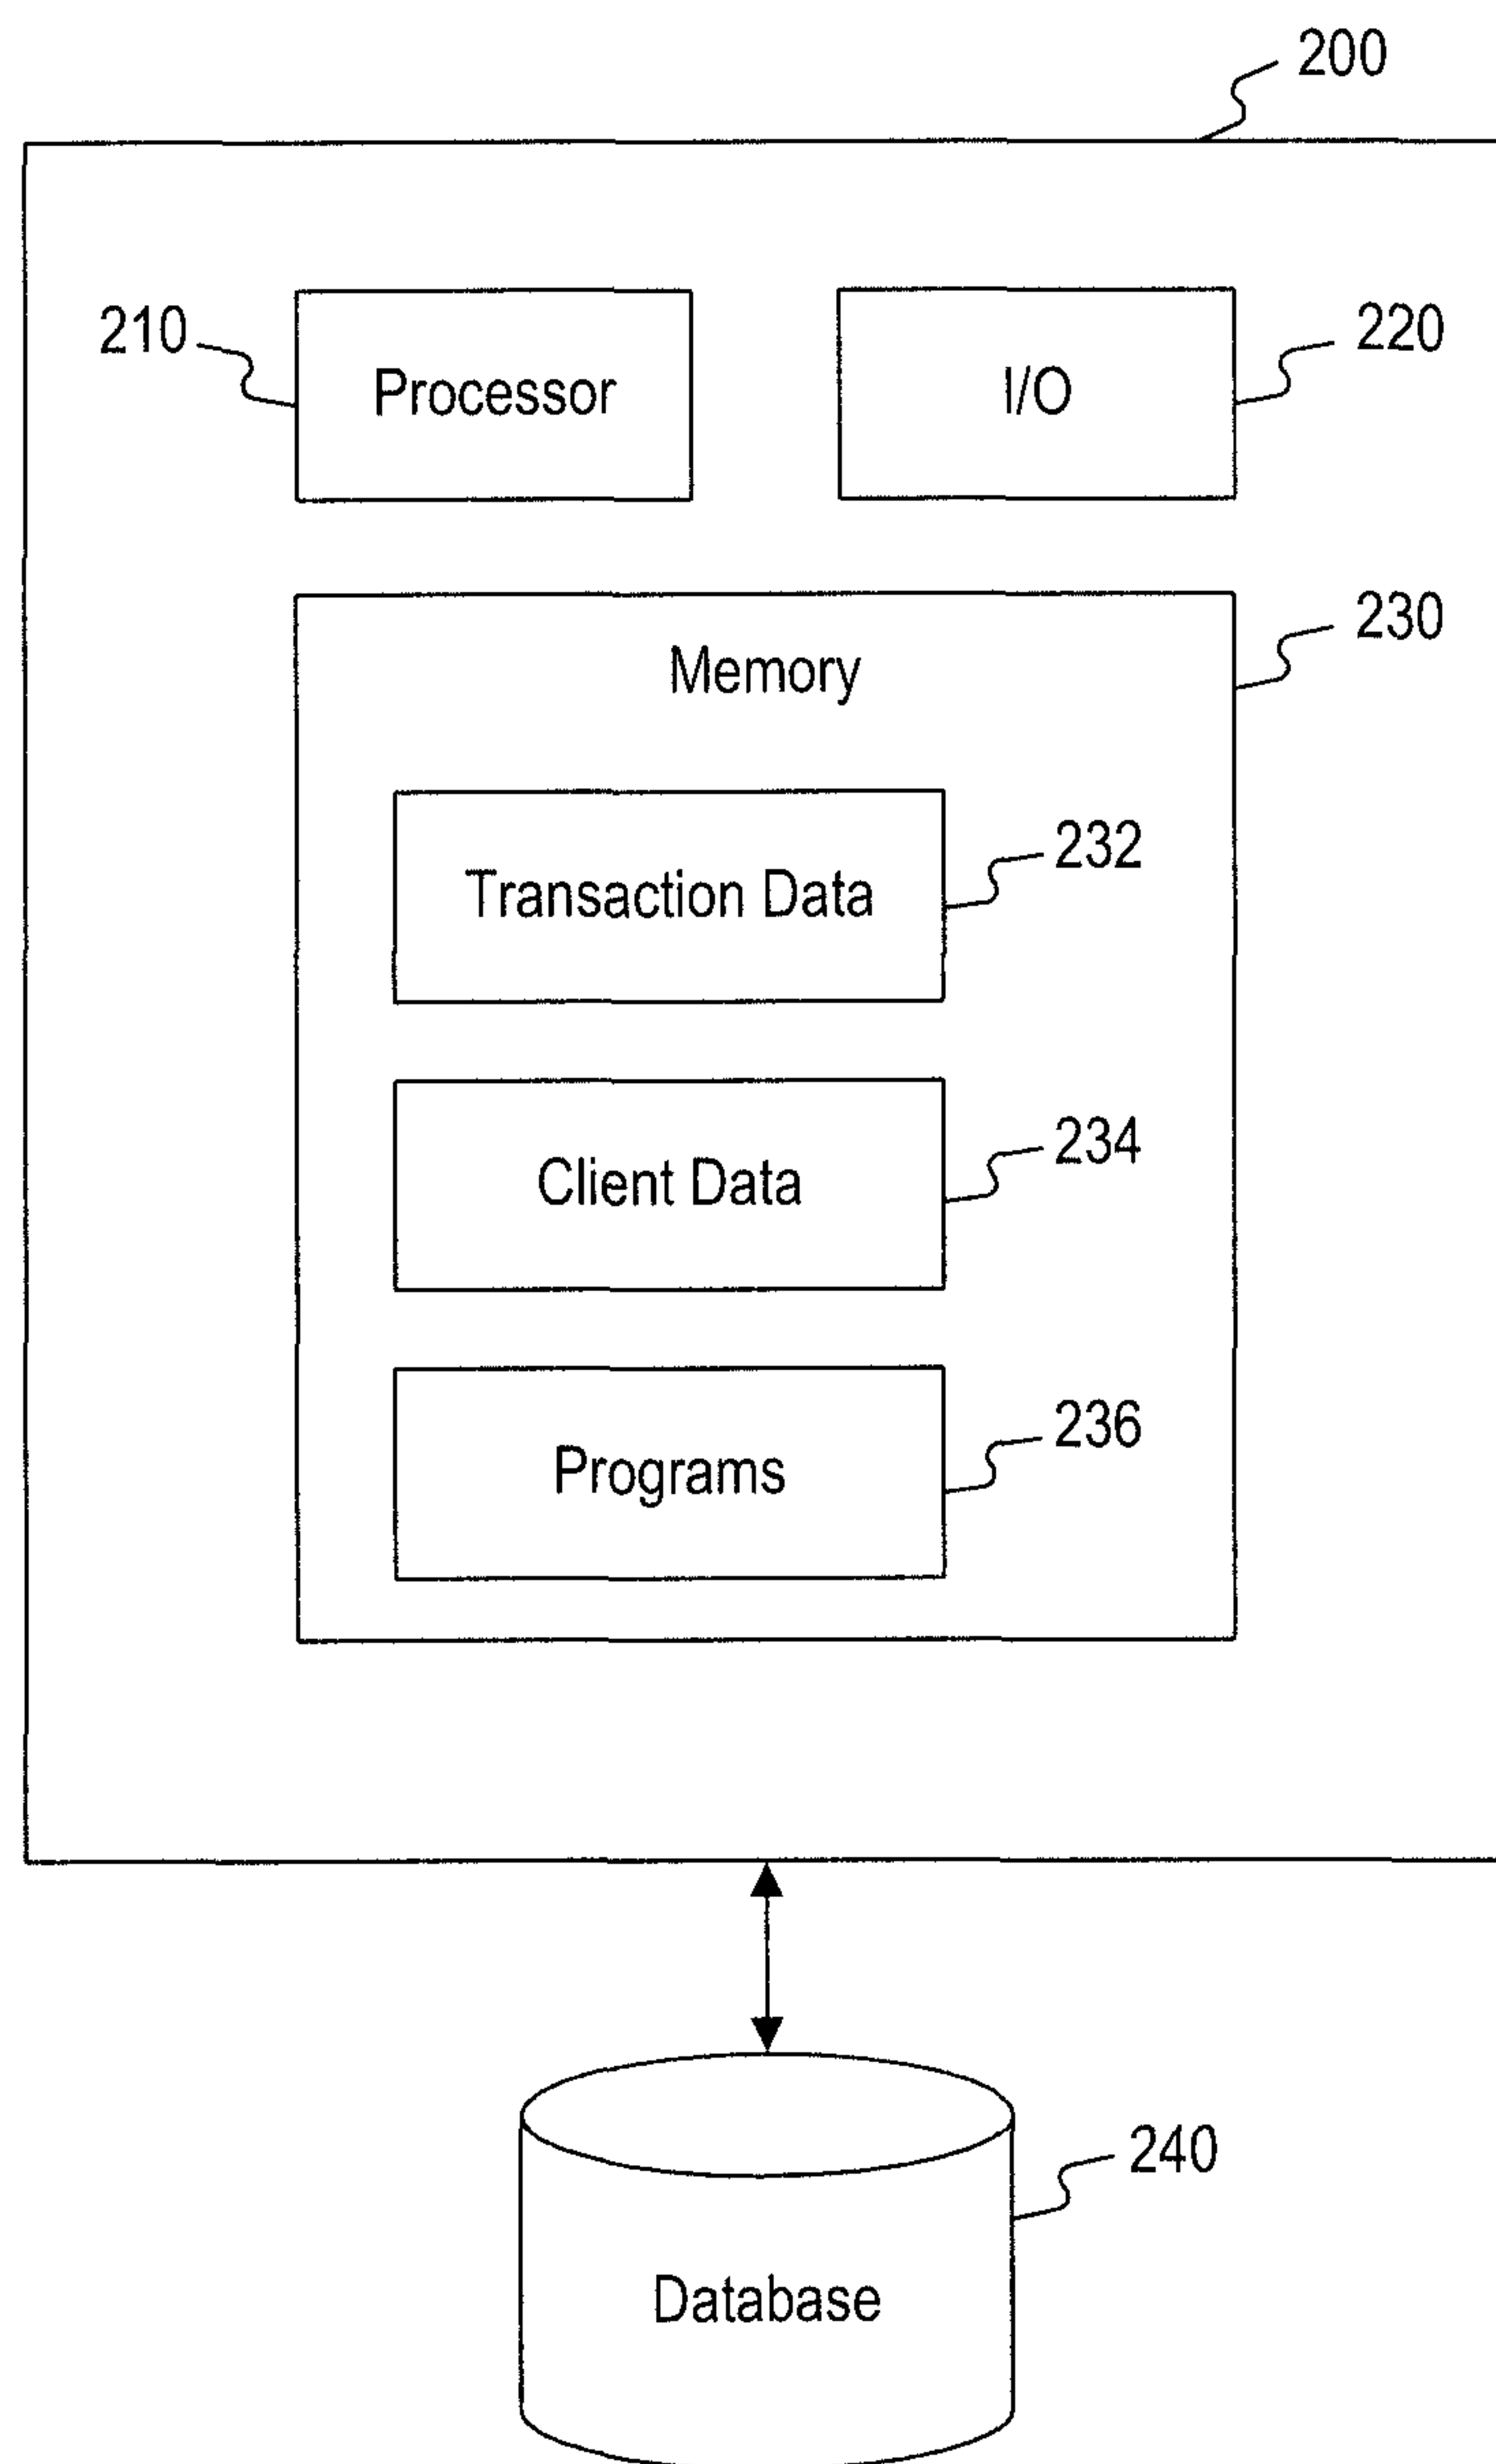 200
210
Processor
I/O
220
Memory
230
Transaction Data
232
Client Data
234
Programs
236
240
Database